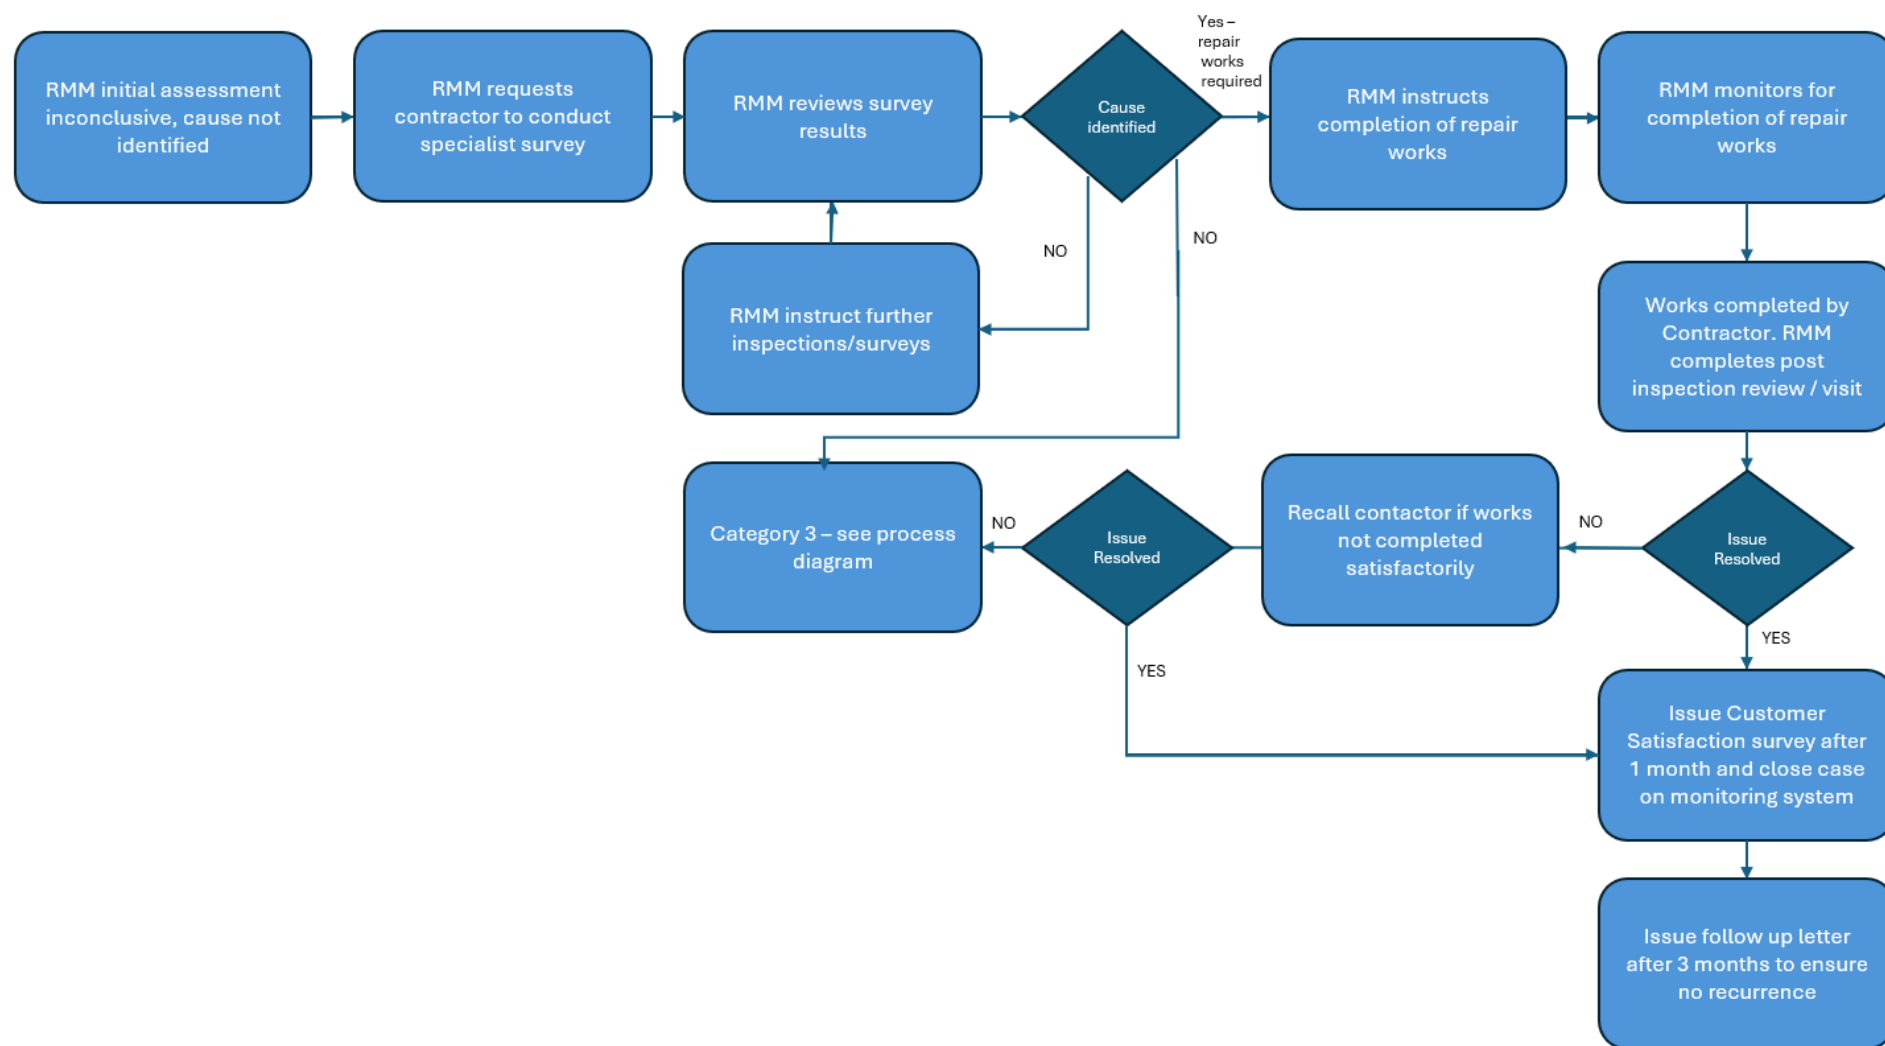 RMM initial assessment
inconclusive, cause not
identified
RMM requests
contractor to conduct
specialist survey
RMM reviews survey
results
Cause
identified
Yes –
repair
works
required
RMM instructs
completion of repair
works
RMM monitors for
completion of repair
works
NO
NO
RMM instruct further
inspections/surveys
Works completed by
Contractor. RMM
completes post
inspection review / visit
Category 3 – see process
diagram
NO
Issue
Resolved
Recall contactor if works
not completed
satisfactorily
NO
Issue
Resolved
YES
YES
Issue Customer
Satisfaction survey after
1 month and close case
on monitoring system
Issue follow up letter
after 3 months to ensure
no recurrence